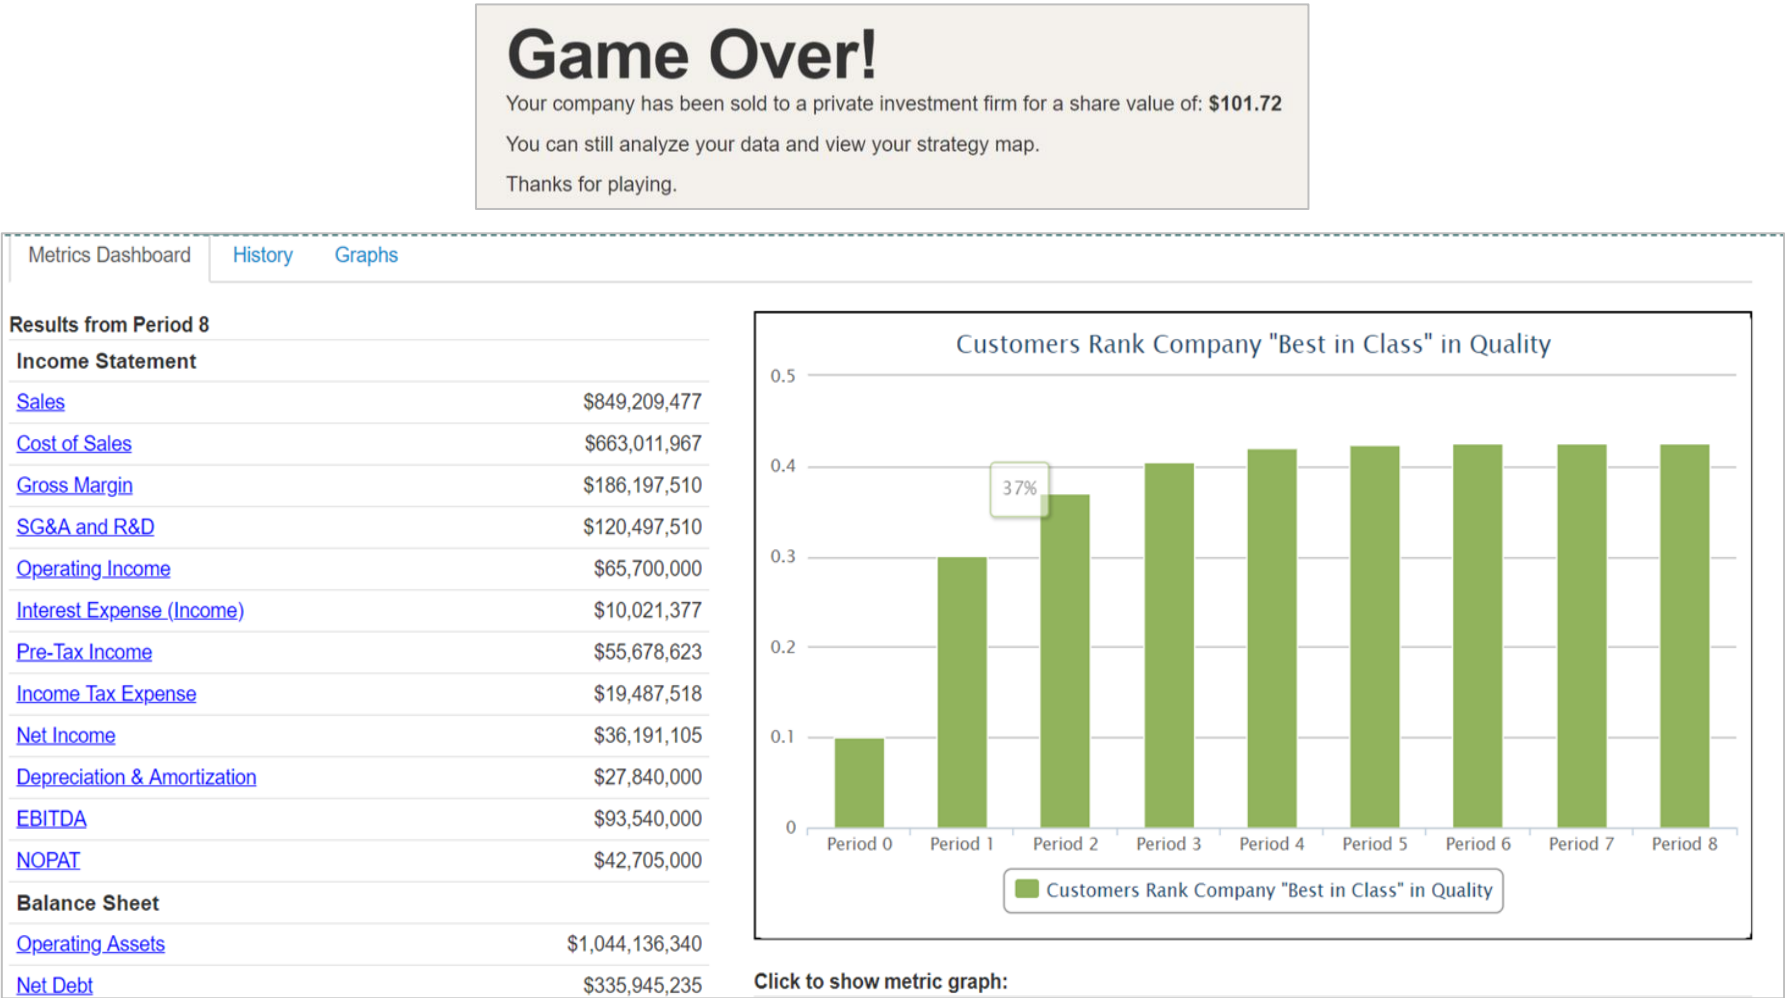 Game Over!
Your company has been sold to a private investment firm for a share value of: $101.72
You can still analyze your data and view your strategy map.
Thanks for playing.
Metrics Dashboard History Graphs
Results from Period 8
Income Statement
Sales $849,209,477
Cost of Sales $663,011,967
Gross Margin $186,197,510
SG&A and R&D $120,497,510
Operating Income $65,700,000
Interest Expense (Income) $10,021,377
Pre-Tax Income $55,678,623
Income Tax Expense $19,487,518
Net Income $36,191,105
Depreciation & Amortization $27,840,000
EBITDA $93,540,000
NOPAT $42,705,000
Balance Sheet
Operating Assets $1,044,136,340
Net Debt $335,945,235
Customers Rank Company "Best in Class" in Quality
0.5
0.4
37%
0.3
0.2
0.1
0
Period 0 Period 1 Period 2 Period 3 Period 4 Period 5 Period 6 Period 7 Period 8
Customers Rank Company "Best in Class" in Quality
Click to show metric graph: